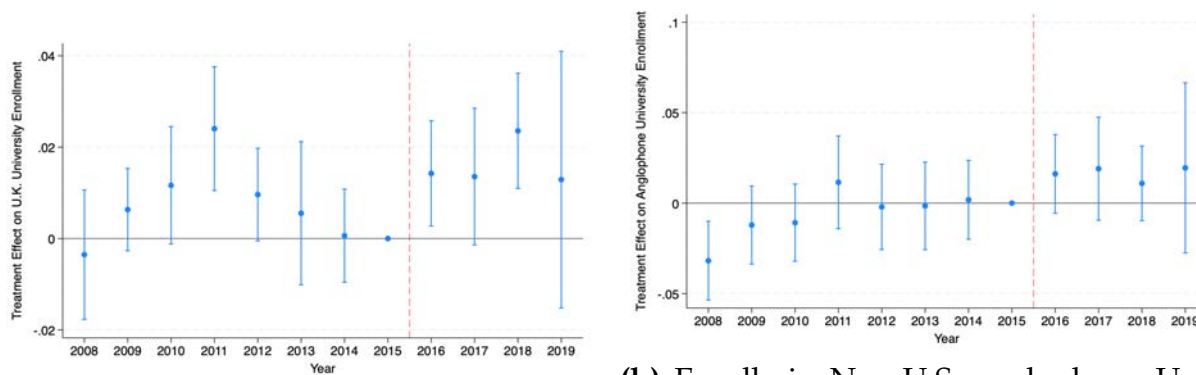 Treatment Effect on U.K. University Enrollment
.04
.02
0
-.02
2008 2009 2010 2011 2012 2013 2014 2015 2016 2017 2018 2019
Year
Treatment Effect on Anglophone University Enrollment
.1
.05
0
-.05
2008 2009 2010 2011 2012 2013 2014 2015 2016 2017 2018 2019
Year